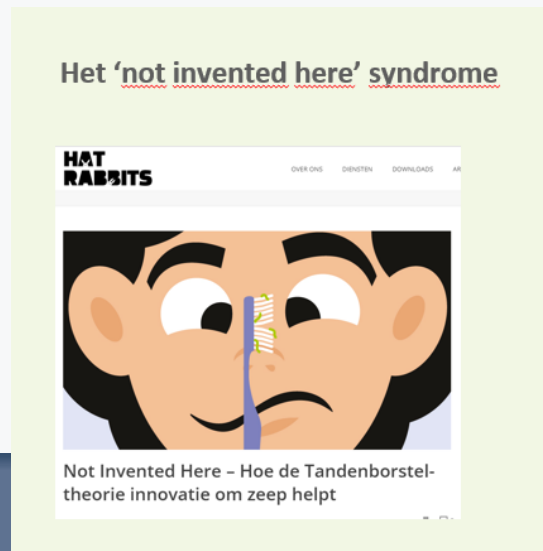 Het ‘not invented here’ syndrome
HAT
RABBITS
OVER ONS DIENSTEN DOWNLOADS AR
Not Invented Here – Hoe de Tandenborstel-
theorie innovatie om zeep helpt